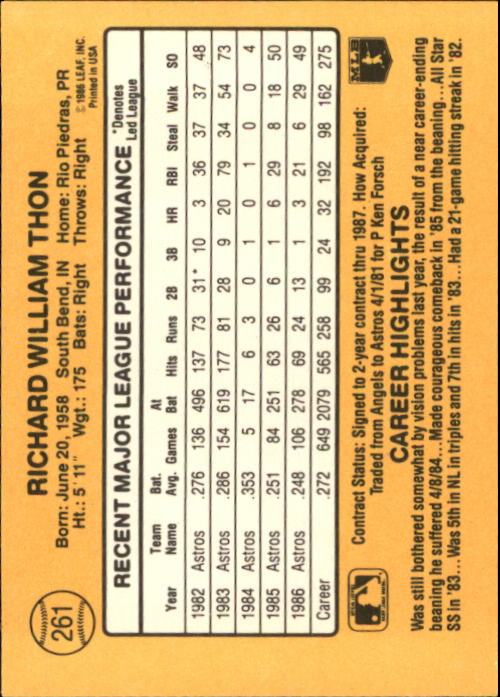 261
RICHARD WILLIAM THON
© 1986 LEAF, INC.
Printed in USA
Born: June 20, 1958 South Bend, IN Home: Rio Piedras, PR
Ht.: 5' 11" Wgt.: 175 Bats: Right Throws: Right
RECENT MAJOR LEAGUE PERFORMANCE *Denotes Led League
Year Team Name Bat. Avg. Games At Bat Hits Runs 2B 3B HR RBI Steal Walk SO
1982 Astros .276 136 496 137 73 31* 10 3 36 37 37 48
1983 Astros .286 154 619 177 81 28 9 20 79 34 54 73
1984 Astros .353 5 17 6 3 0 1 0 1 0 0 4
1985 Astros .251 84 251 63 26 6 1 6 29 8 18 50
1986 Astros .248 106 278 69 24 13 1 3 21 6 29 49
Career .272 649 2079 565 258 99 24 32 192 98 162 275
Contract Status: Signed to 2-year contract thru 1987. How Acquired:
Traded from Angels to Astros 4/1/81 for P Ken Forsch
MLB
CAREER HIGHLIGHTS
Was still bothered somewhat by vision problems last year, the result of a near career-ending
beaning he suffered 4/8/84...Made courageous comeback in '85 from the beaning...All Star
SS in '83...Was 5th in NL in triples and 7th in hits in '83...Had a 21-game hitting streak in '82.